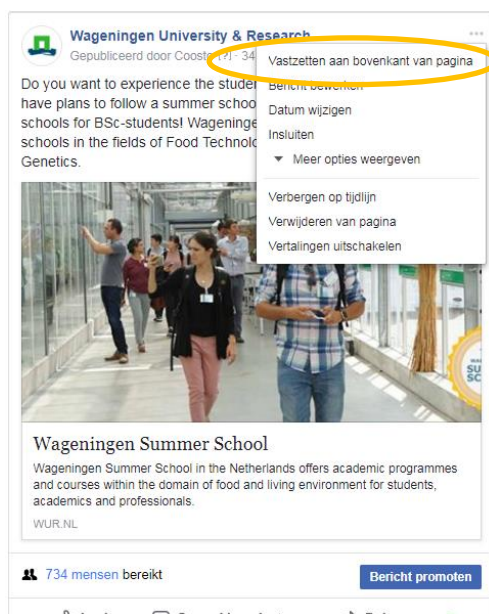 Wageningen University & Research
Gepubliceerd door Cooste [?] · 34
Vastzetten aan bovenkant van pagina
Bericht bewerken
Datum wijzigen
Insluiten
Meer opties weergeven
Verbergen op tijdlijn
Verwijderen van pagina
Vertalingen uitschakelen
Do you want to experience the studen
have plans to follow a summer schoo
schools for BSc-students! Wageninge
schools in the fields of Food Technolo
Genetics.
Wageningen Summer School
Wageningen Summer School in the Netherlands offers academic programmes
and courses within the domain of food and living environment for students,
academics and professionals.
WUR.NL
734 mensen bereikt
Bericht promoten